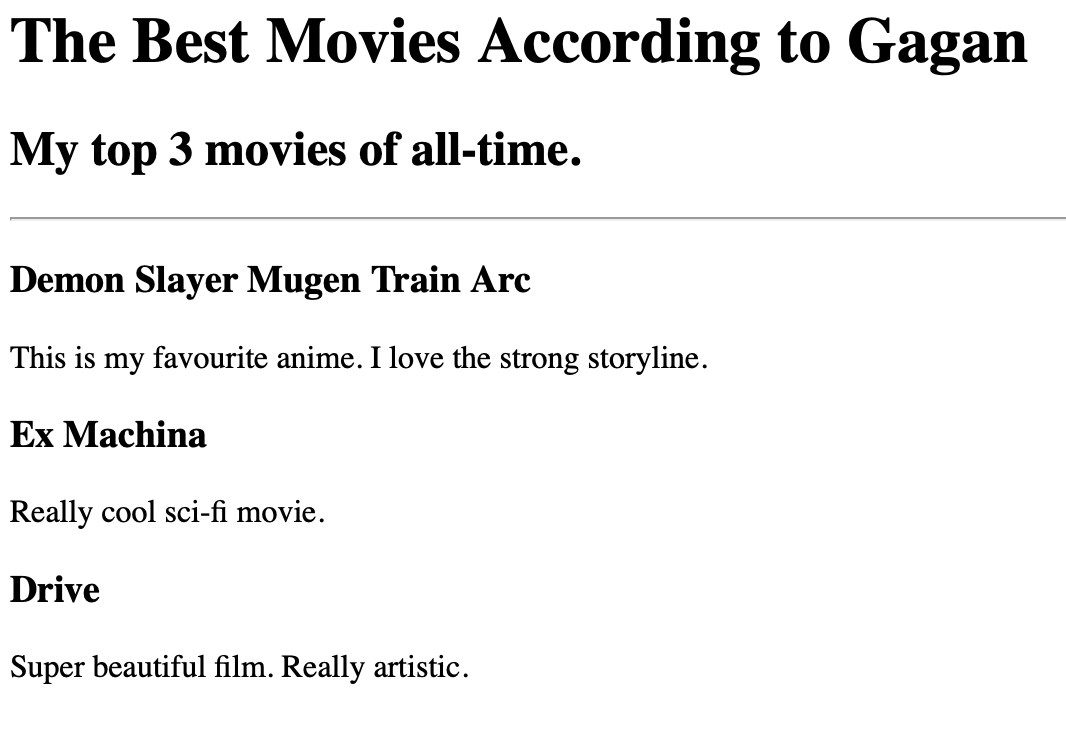 The Best Movies According to Gagan
My top 3 movies of all-time.
Demon Slayer Mugen Train Arc
This is my favourite anime. I love the strong storyline.
Ex Machina
Really cool sci-fi movie.
Drive
Super beautiful film. Really artistic.